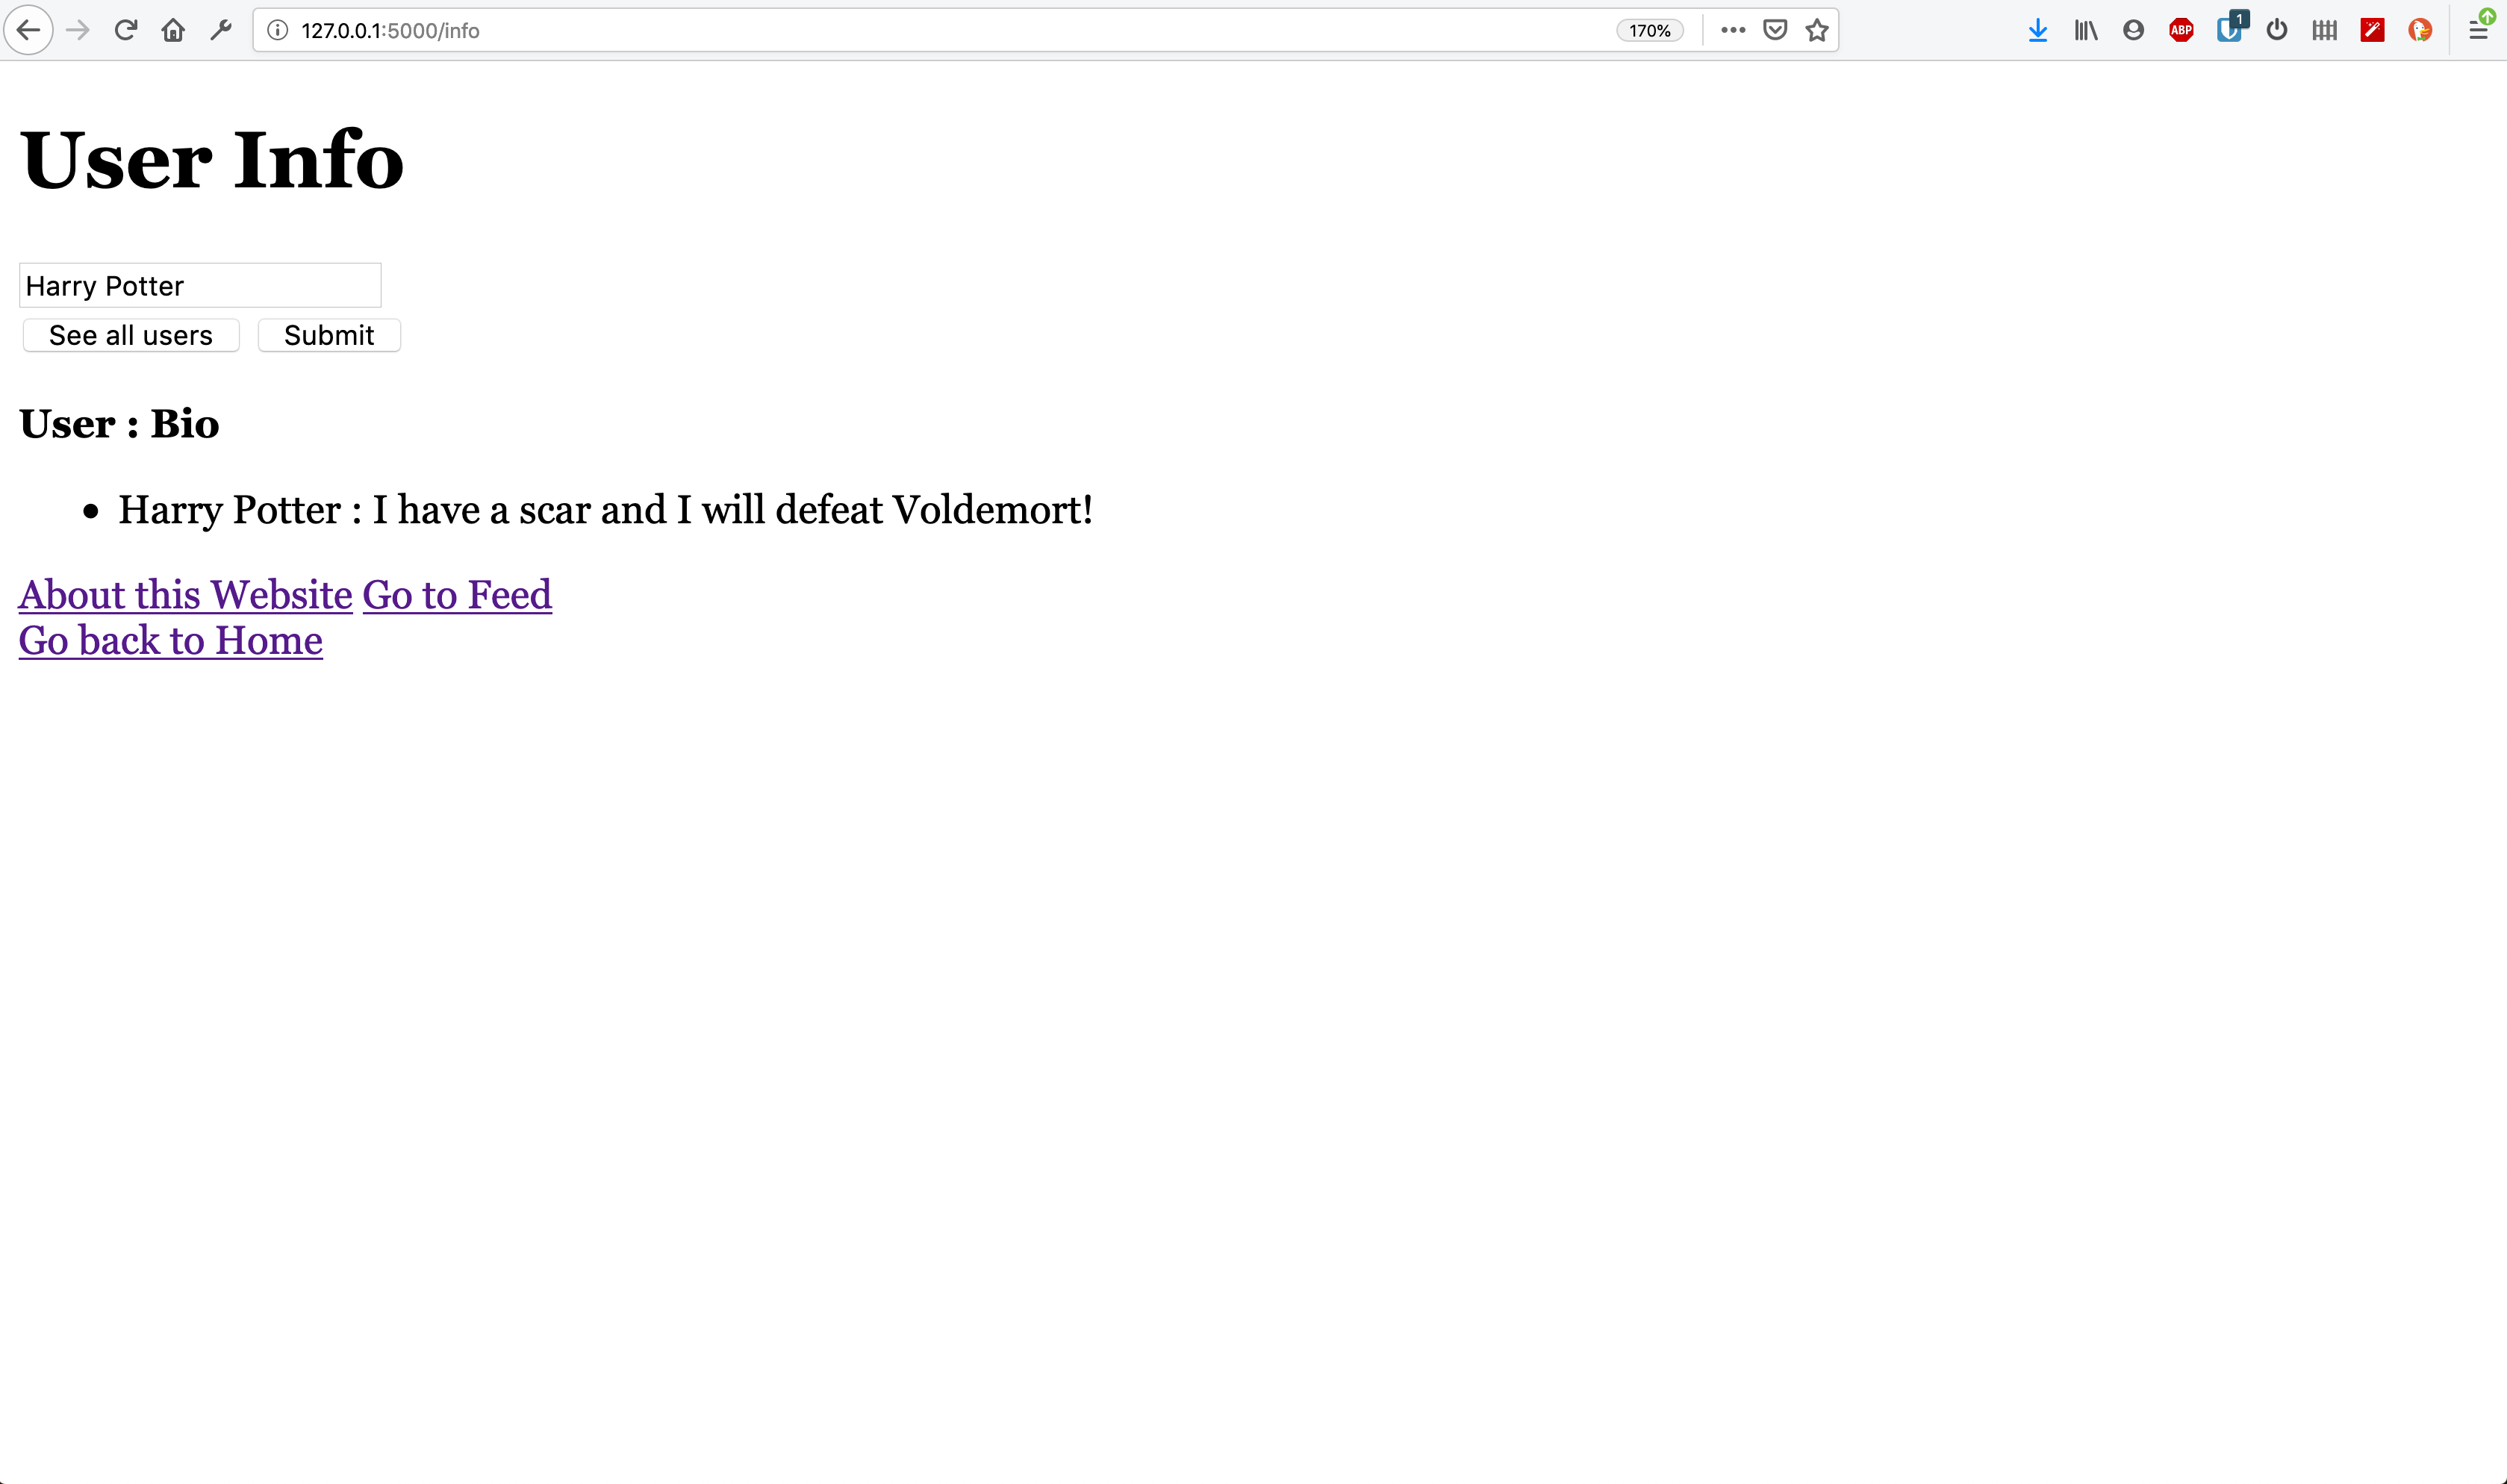 127.0.0.1:5000/info 170% ABP 1
User Info
Harry Potter
See all users Submit
User : Bio
Harry Potter : I have a scar and I will defeat Voldemort!
About this Website Go to Feed
Go back to Home